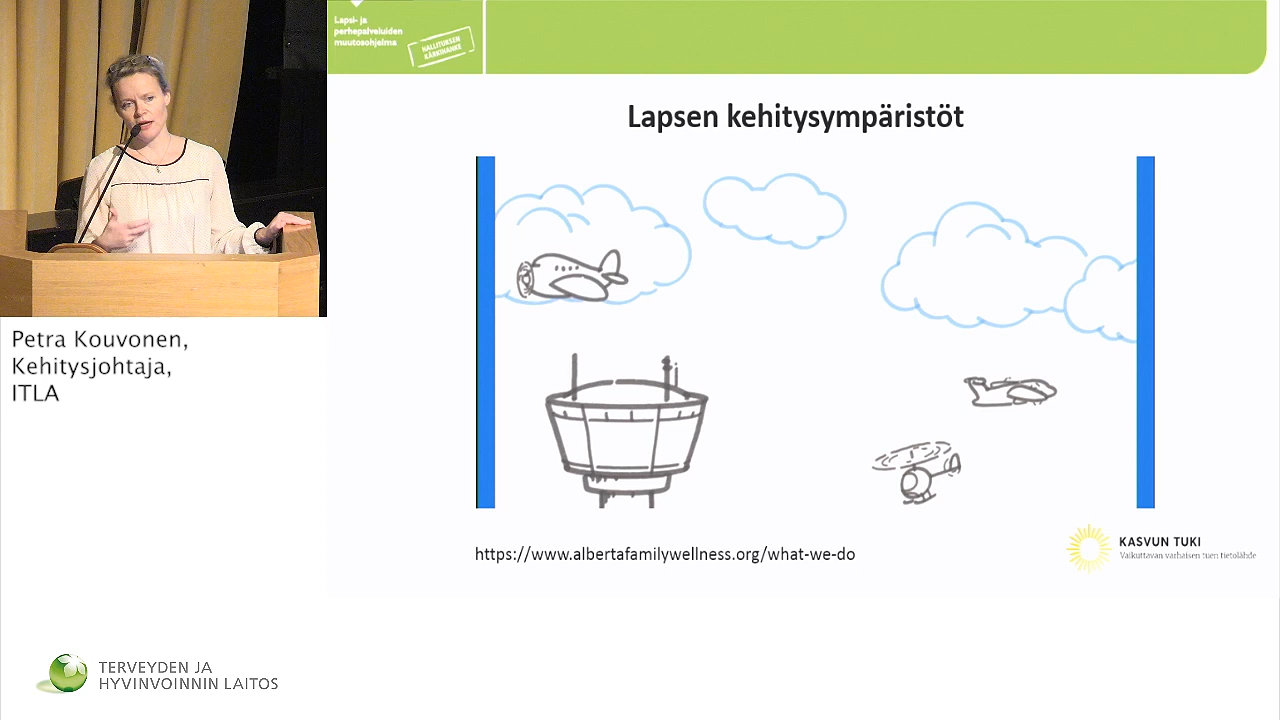 Lapsi- ja
perhepalveluiden
muutosohjelma
HALLITUKSEN
KÄRKIHANKE
Lapsen kehitysympäristöt
Petra Kouvonen,
Kehitysjohtaja,
ITLA
https://www.albertafamilywellness.org/what-we-do
KASVUN TUKI
Vaikuttavan varhaisen tuen tietolähde
TERVEYDEN JA
HYVINVOINNIN LAITOS